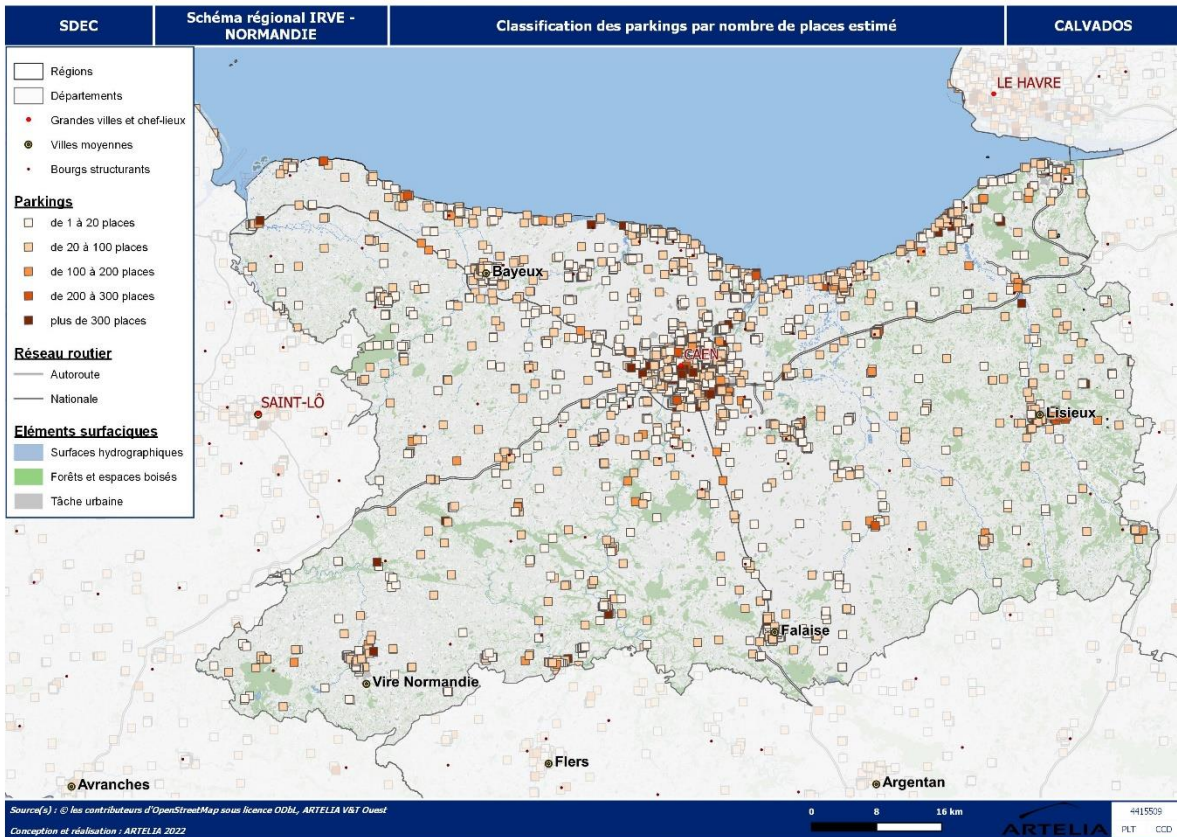 SDEC
Schéma régional IRVE -
NORMANDIE
Classification des parkings par nombre de places estimé
CALVADOS
Régions
Départements
Grandes villes et chef-lieux
Villes moyennes
Bourgs structurants
Parkings
de 1 à 20 places
de 20 à 100 places
de 100 à 200 places
de 200 à 300 places
plus de 300 places
Réseau routier
Autoroute
Nationale
Eléments surfaciques
Surfaces hydrographiques
Forêts et espaces boisés
Tâche urbaine
LE HAVRE
Bayeux
CAEN
SAINT-LÔ
Lisieux
Falaise
Vire Normandie
Flers
Avranches
Argentan
Source(s) : © les contributeurs d'OpenStreetMap sous licence ODbL, ARTELIA V&T Ouest
Conception et réalisation : ARTELIA 2022
0 8 16 km
ARTELIA
4415509
PLT CCD